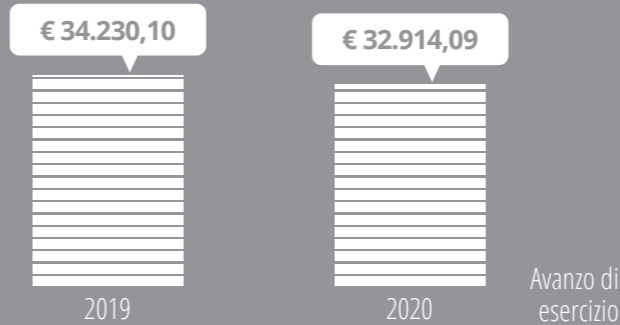 € 34.230,10
€ 32.914,09
2019
2020
Avanzo di
esercizio